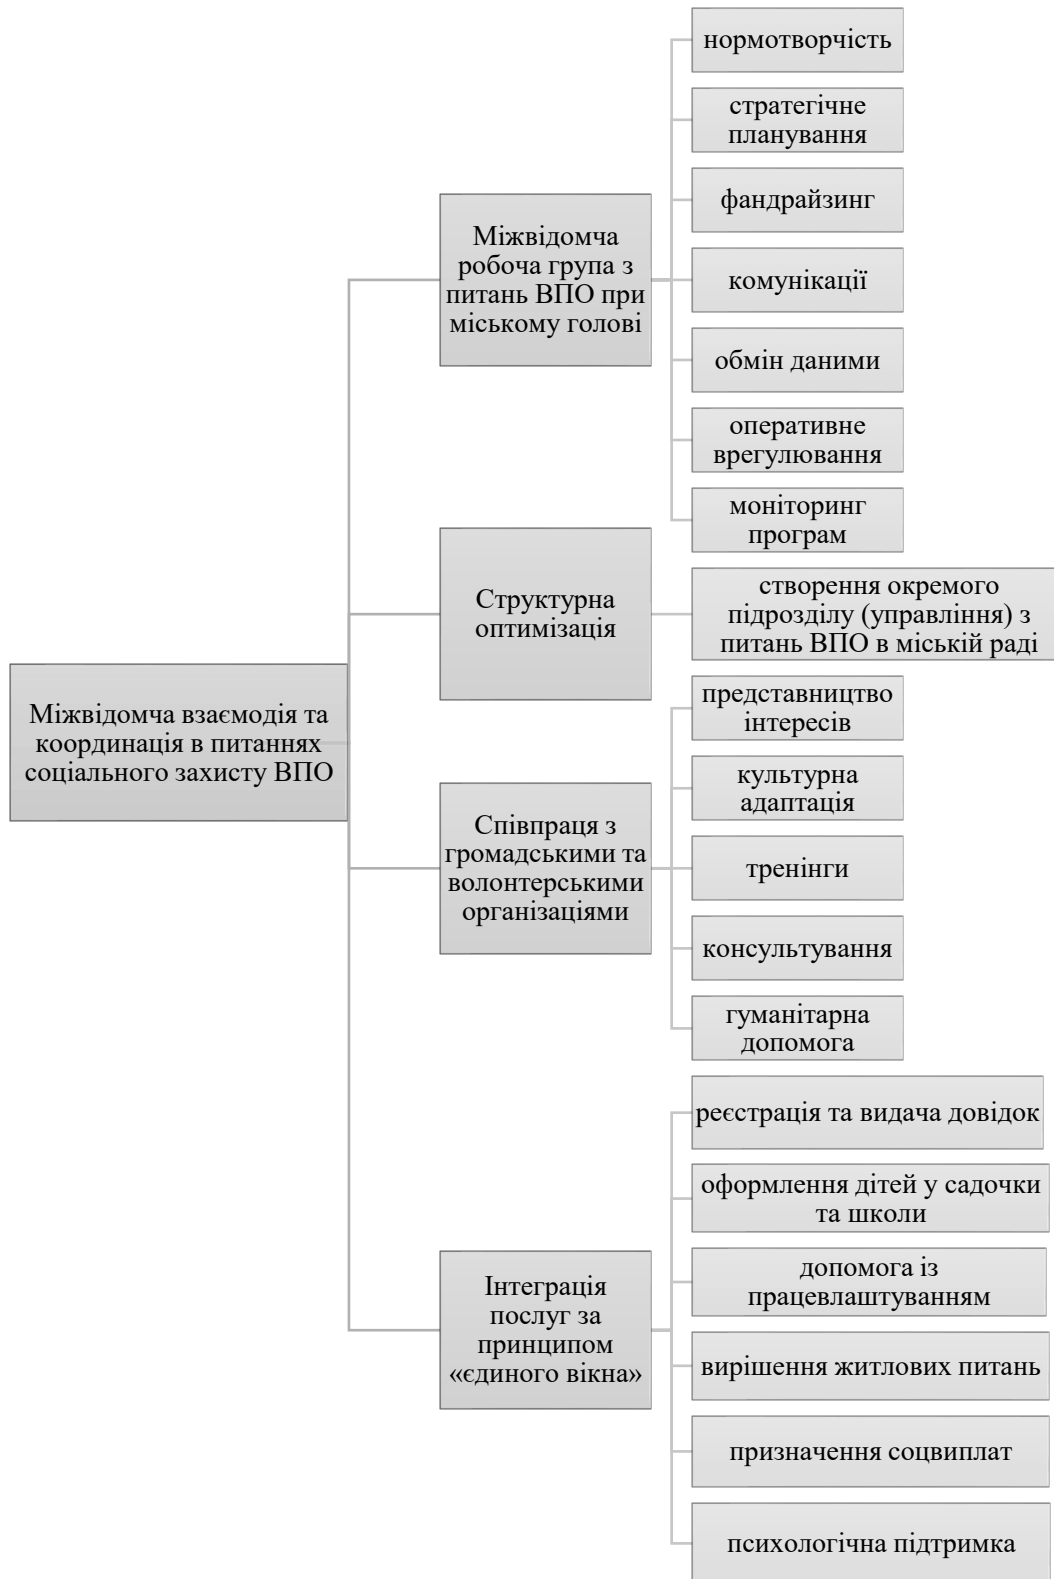 Міжвідомча взаємодія та
координація в питаннях
соціального захисту ВПО
Міжвідомча
робоча група з
питань ВПО при
міському голові
нормотворчість
стратегічне
планування
фандрайзинг
комунікації
обмін даними
оперативне
врегулювання
моніторинг
програм
Структурна
оптимізація
створення окремого
підрозділу (управління) з
питань ВПО в міській раді
Співпраця з
громадськими та
волонтерськими
організаціями
представництво
інтересів
культурна
адаптація
тренінги
консультування
гуманітарна
допомога
Інтеграція
послуг за
принципом
«єдиного вікна»
реєстрація та видача довідок
оформлення дітей у садочки
та школи
допомога із
працевлаштуванням
вирішення житлових питань
призначення соцвиплат
психологічна підтримка